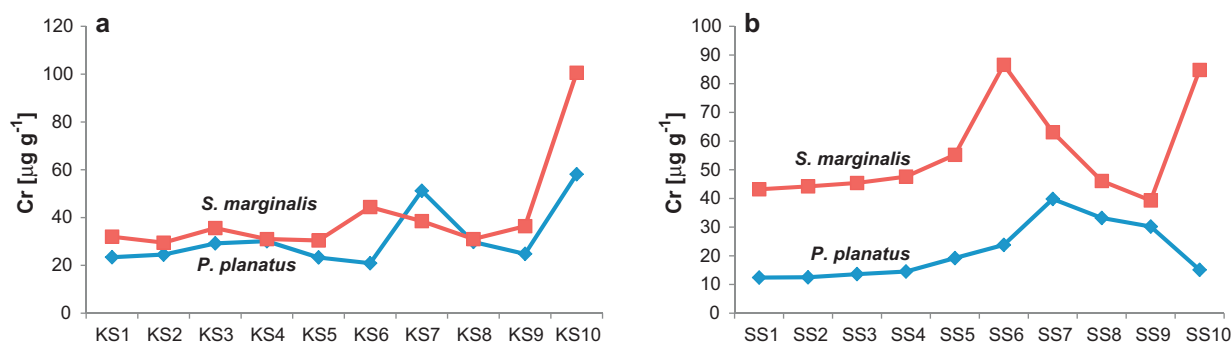 a
Cr [µg g-1]
120
100
80
60
40
20
0
S. marginalis
P. planatus
KS1 KS2 KS3 KS4 KS5 KS6 KS7 KS8 KS9 KS10
b
Cr [µg g-1]
100
90
80
70
60
50
40
30
20
10
0
S. marginalis
P. planatus
SS1 SS2 SS3 SS4 SS5 SS6 SS7 SS8 SS9 SS10